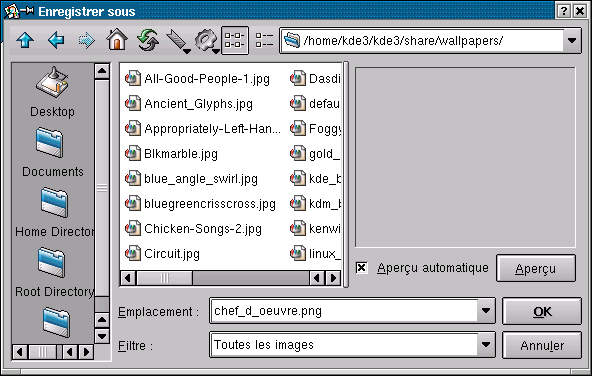 Enregistrer sous
/home/kde3/kde3/share/wallpapers/
Desktop
Documents
Home Director
Root Directory
All-Good-People-1.jpg
Ancient_Glyphs.jpg
Appropriately-Left-Han...
Blkmarble.jpg
blue_angle_swirl.jpg
bluegreencrisscross.jpg
Chicken-Songs-2.jpg
Circuit.jpg
Dasdi
defau
Foggy
gold_
kde_b
kdm_b
kenwi
linux_
Aperçu automatique
Aperçu
Emplacement :
chef_d_oeuvre.png
OK
Filtre :
Toutes les images
Annuler